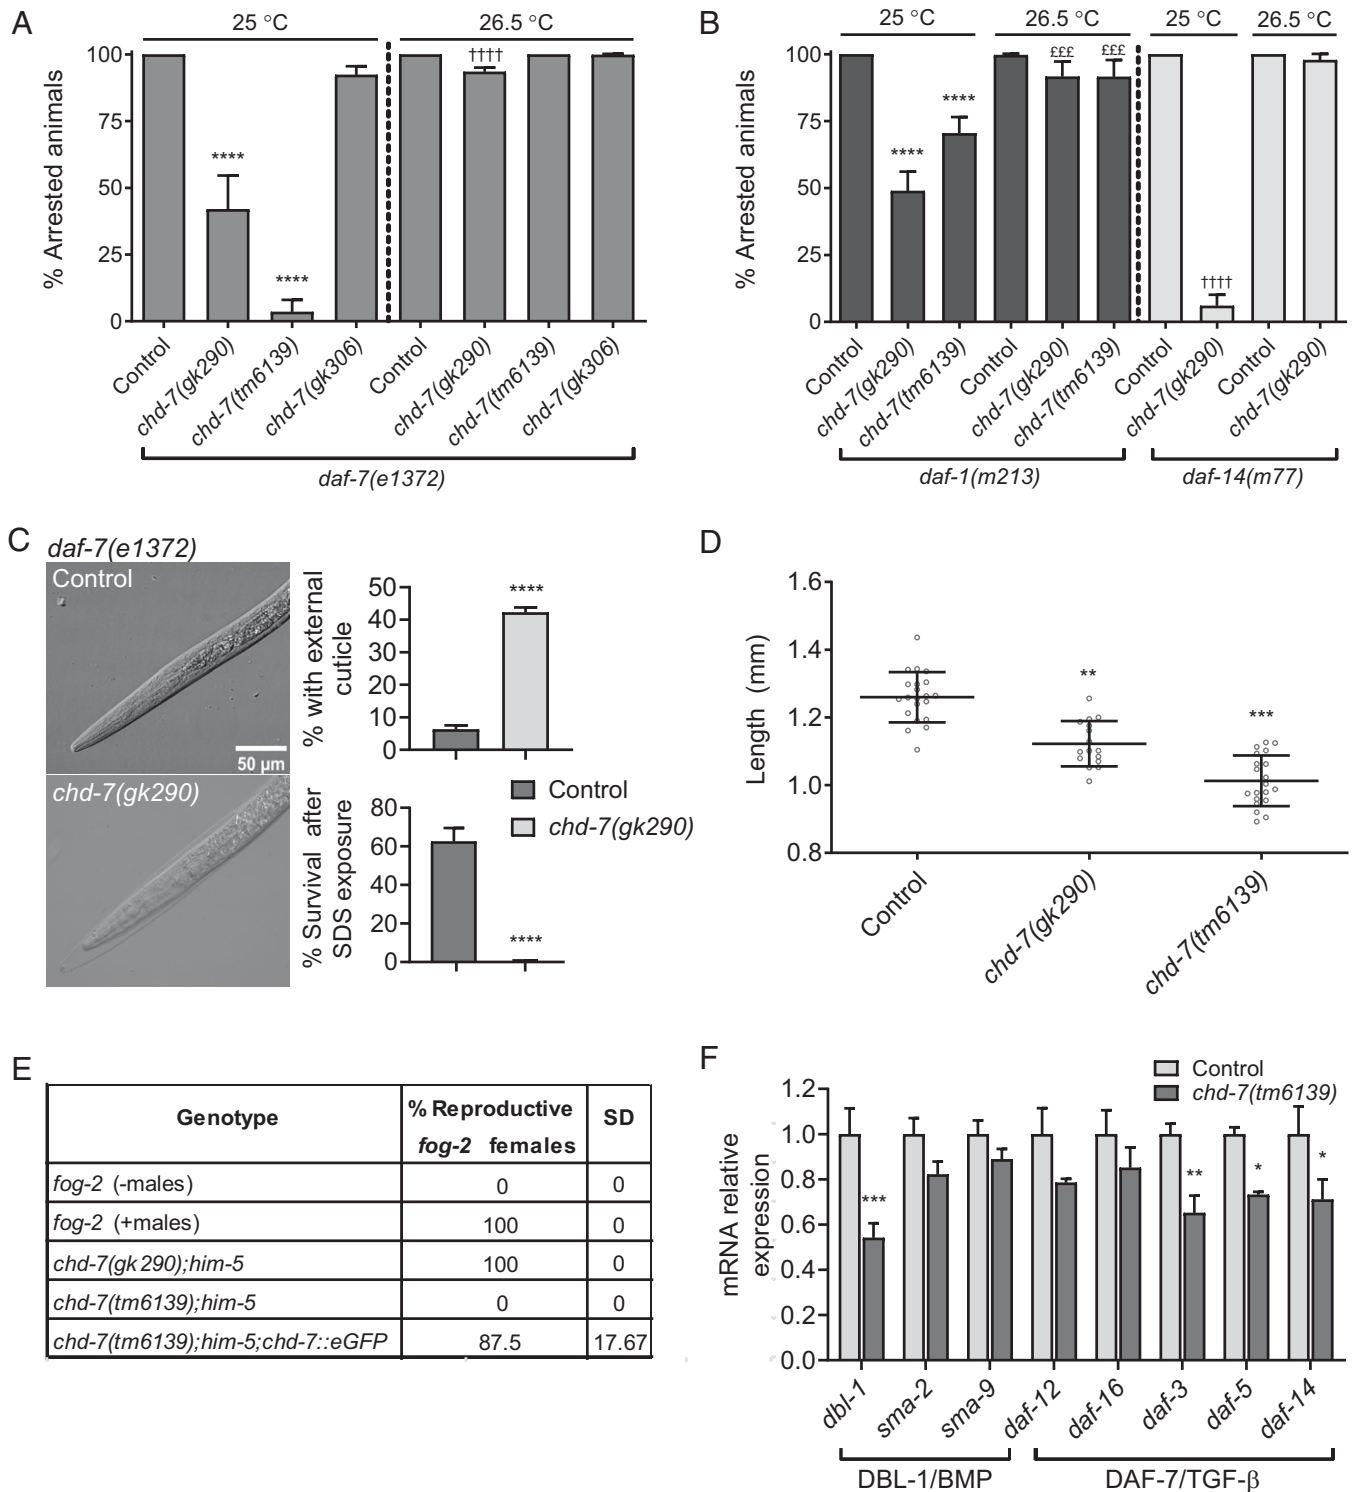 A
25 °C
26.5 °C
% Arrested animals
100
75
50
25
0
****
****
††††
Control
chd-7(gk290)
chd-7(tm6139)
chd-7(gk306)
Control
chd-7(gk290)
chd-7(tm6139)
chd-7(gk306)
daf-7(e1372)
B
25 °C
26.5 °C
25 °C
26.5 °C
% Arrested animals
100
75
50
25
0
****
****
£££
£££
††††
Control
chd-7(gk290)
chd-7(tm6139)
Control
chd-7(gk290)
chd-7(tm6139)
Control
chd-7(gk290)
Control
chd-7(gk290)
daf-1(m213)
daf-14(m77)
C
daf-7(e1372)
Control
50 µm
chd-7(gk290)
% with external
cuticle
50
40
30
20
10
0
****
Control
chd-7(gk290)
% Survival after
SDS exposure
80
60
40
20
0
****
D
Length (mm)
1.6
1.4
1.2
1.0
0.8
**
***
Control
chd-7(gk290)
chd-7(tm6139)
E
Genotype
% Reproductive
fog-2 females
SD
fog-2 (-males)
0
0
fog-2 (+males)
100
0
chd-7(gk290);him-5
100
0
chd-7(tm6139);him-5
0
0
chd-7(tm6139);him-5;chd-7::eGFP
87.5
17.67
F
Control
chd-7(tm6139)
mRNA relative
expression
1.2
1.0
0.8
0.6
0.4
0.2
0.0
***
**
*
*
dbl-1
sma-2
sma-9
daf-12
daf-16
daf-3
daf-5
daf-14
DBL-1/BMP
DAF-7/TGF-β